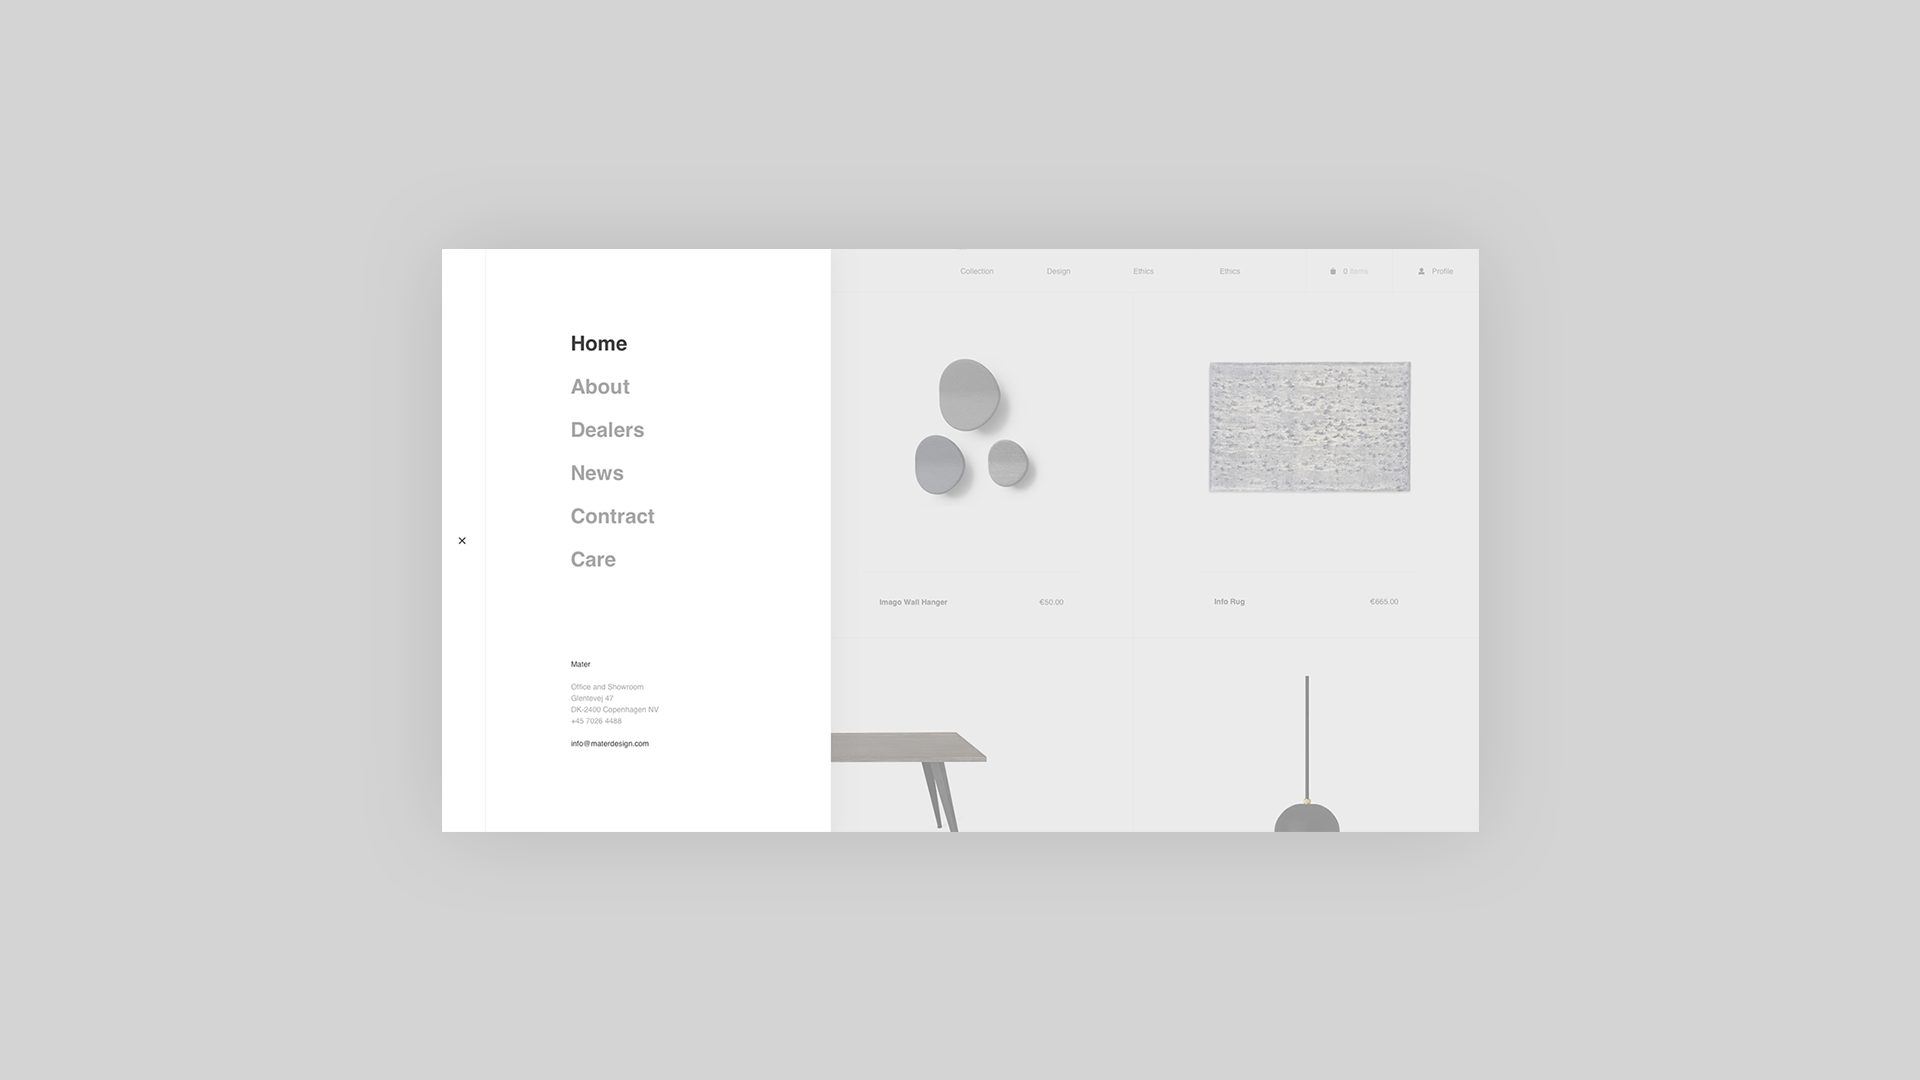 Home
About
Dealers
News
Contract
Care
Mater
Office and Showroom
Glentevej 47
DK-2400 Copenhagen NV
+45 7026 4488
info@materdesign.com
Collection
Design
Ethics
Ethics
0 Items
Profile
Imago Wall Hanger
€50.00
Info Rug
€665.00